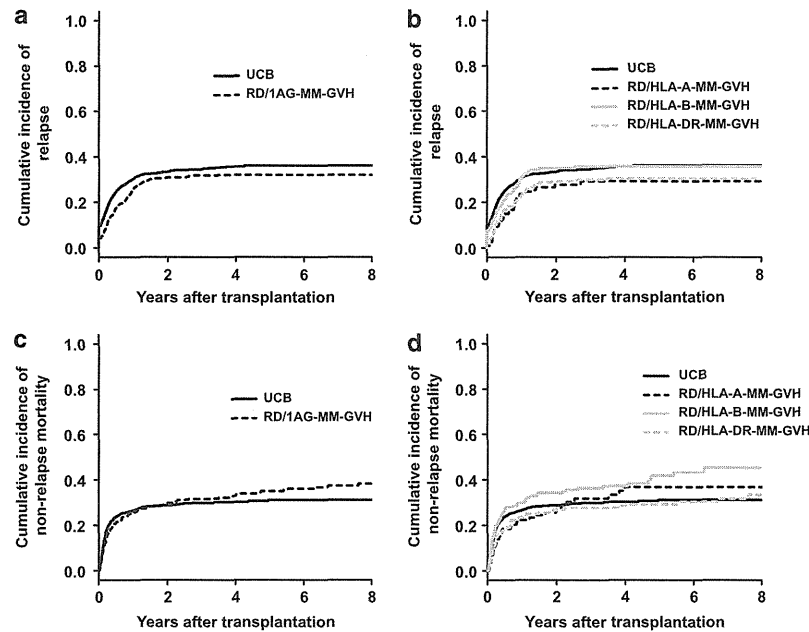 a
1.0
0.8
0.6
0.4
0.2
0.0
Cumulative incidence of
relapse
UCB
RD/1AG-MM-GVH
0 2 4 6 8
Years after transplantation
b
1.0
0.8
0.6
0.4
0.2
0.0
Cumulative incidence of
relapse
UCB
RD/HLA-A-MM-GVH
RD/HLA-B-MM-GVH
RD/HLA-DR-MM-GVH
0 2 4 6 8
Years after transplantation
c
1.0
0.8
0.6
0.4
0.2
0.0
Cumulative incidence of
non-relapse mortality
UCB
RD/1AG-MM-GVH
0 2 4 6 8
Years after transplantation
d
1.0
0.8
0.6
0.4
0.2
0.0
Cumulative incidence of
non-relapse mortality
UCB
RD/HLA-A-MM-GVH
RD/HLA-B-MM-GVH
RD/HLA-DR-MM-GVH
0 2 4 6 8
Years after transplantation